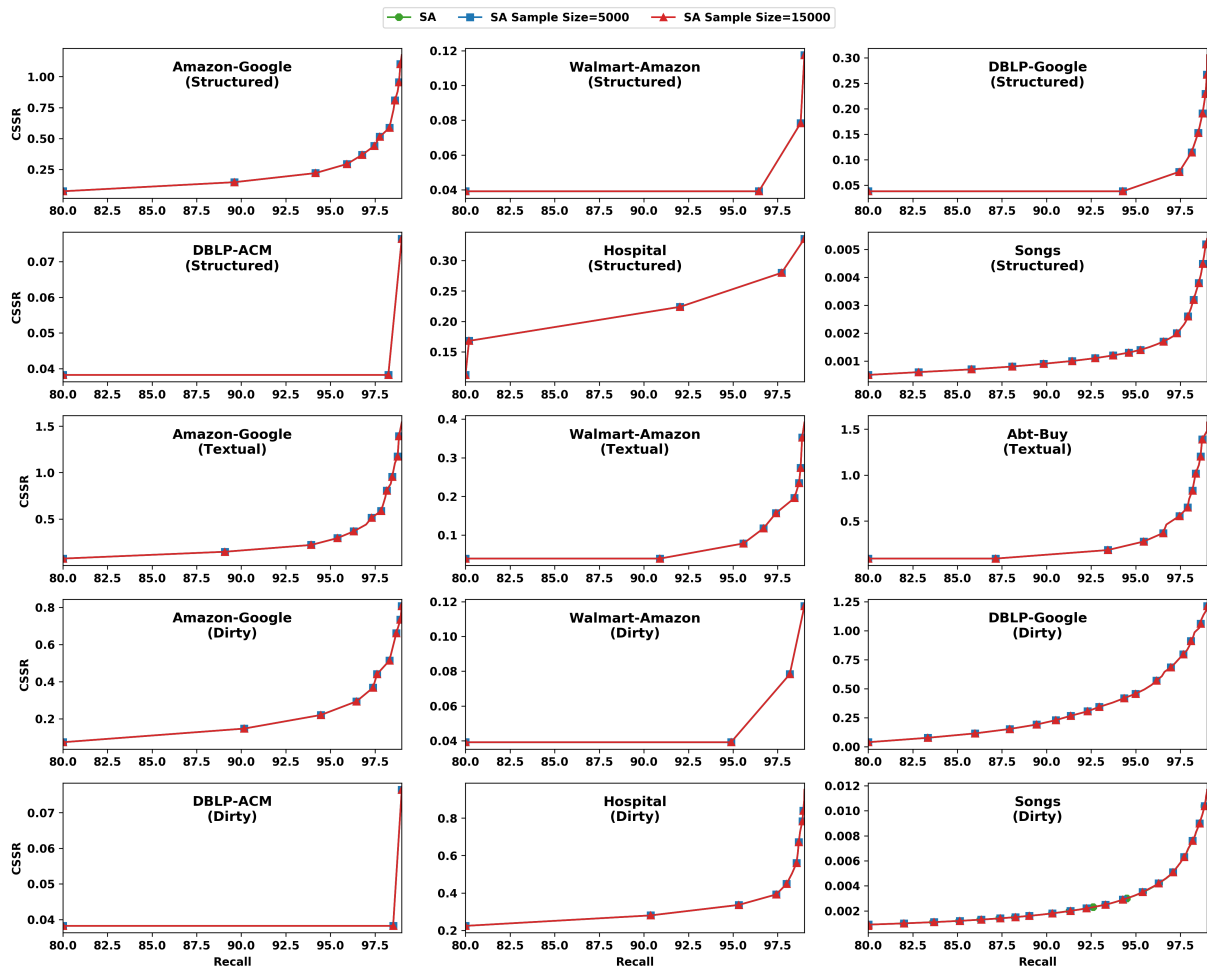 SA SA Sample Size=5000 SA Sample Size=15000
Amazon-Google
(Structured)
CSSR
1.00
0.75
0.50
0.25
80.0 82.5 85.0 87.5 90.0 92.5 95.0 97.5
Walmart-Amazon
(Structured)
0.12
0.10
0.08
0.06
0.04
80.0 82.5 85.0 87.5 90.0 92.5 95.0 97.5
DBLP-Google
(Structured)
0.30
0.25
0.20
0.15
0.10
0.05
80.0 82.5 85.0 87.5 90.0 92.5 95.0 97.5
DBLP-ACM
(Structured)
CSSR
0.07
0.06
0.05
0.04
80.0 82.5 85.0 87.5 90.0 92.5 95.0 97.5
Hospital
(Structured)
0.30
0.25
0.20
0.15
80.0 82.5 85.0 87.5 90.0 92.5 95.0 97.5
Songs
(Structured)
0.005
0.004
0.003
0.002
0.001
80.0 82.5 85.0 87.5 90.0 92.5 95.0 97.5
Amazon-Google
(Textual)
CSSR
1.5
1.0
0.5
80.0 82.5 85.0 87.5 90.0 92.5 95.0 97.5
Walmart-Amazon
(Textual)
0.4
0.3
0.2
0.1
80.0 82.5 85.0 87.5 90.0 92.5 95.0 97.5
Abt-Buy
(Textual)
1.5
1.0
0.5
80.0 82.5 85.0 87.5 90.0 92.5 95.0 97.5
Amazon-Google
(Dirty)
CSSR
0.8
0.6
0.4
0.2
80.0 82.5 85.0 87.5 90.0 92.5 95.0 97.5
Walmart-Amazon
(Dirty)
0.12
0.10
0.08
0.06
0.04
80.0 82.5 85.0 87.5 90.0 92.5 95.0 97.5
DBLP-Google
(Dirty)
1.25
1.00
0.75
0.50
0.25
0.00
80.0 82.5 85.0 87.5 90.0 92.5 95.0 97.5
DBLP-ACM
(Dirty)
CSSR
0.07
0.06
0.05
0.04
80.0 82.5 85.0 87.5 90.0 92.5 95.0 97.5
Recall
Hospital
(Dirty)
0.8
0.6
0.4
0.2
80.0 82.5 85.0 87.5 90.0 92.5 95.0 97.5
Recall
Songs
(Dirty)
0.012
0.010
0.008
0.006
0.004
0.002
80.0 82.5 85.0 87.5 90.0 92.5 95.0 97.5
Recall